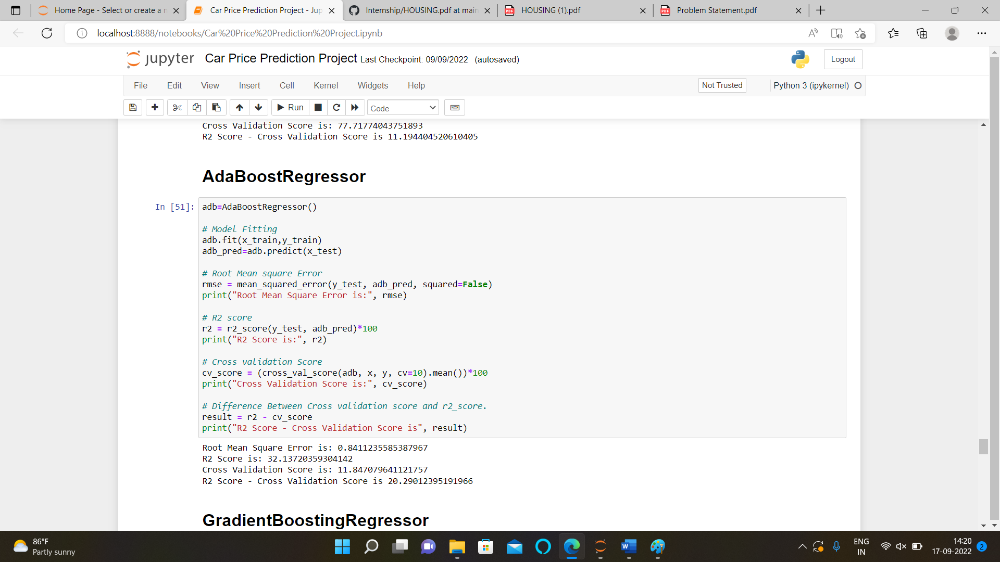 Home Page - Select or create a n
Car Price Prediction Project - Jup
Internship/HOUSING.pdf at main
HOUSING (1).pdf
Problem Statement.pdf
localhost:8888/notebooks/Car%20Price%20Prediction%20Project.ipynb
jupyter Car Price Prediction Project Last Checkpoint: 09/09/2022 (autosaved)
Logout
File Edit View Insert Cell Kernel Widgets Help
Not Trusted
Python 3 (ipykernel)
Run
Code
Cross Validation Score is: 77.71774043751893
R2 Score - Cross Validation Score is 11.194404520610405
AdaBoostRegressor
In [51]: adb=AdaBoostRegressor()
# Model Fitting
adb.fit(x_train,y_train)
adb_pred=adb.predict(x_test)
# Root Mean square Error
rmse = mean_squared_error(y_test, adb_pred, squared=False)
print("Root Mean Square Error is:", rmse)
# R2 score
r2 = r2_score(y_test, adb_pred)*100
print("R2 Score is:", r2)
# Cross validation Score
cv_score = (cross_val_score(adb, x, y, cv=10).mean())*100
print("Cross Validation Score is:", cv_score)
# Difference Between Cross validation score and r2_score.
result = r2 - cv_score
print("R2 Score - Cross Validation Score is", result)
Root Mean Square Error is: 0.8411235585387967
R2 Score is: 32.13720359304142
Cross Validation Score is: 11.847079641121757
R2 Score - Cross Validation Score is 20.29012395191966
GradientBoostingRegressor
86°F
Partly sunny
ENG
IN
14:20
17-09-2022
2